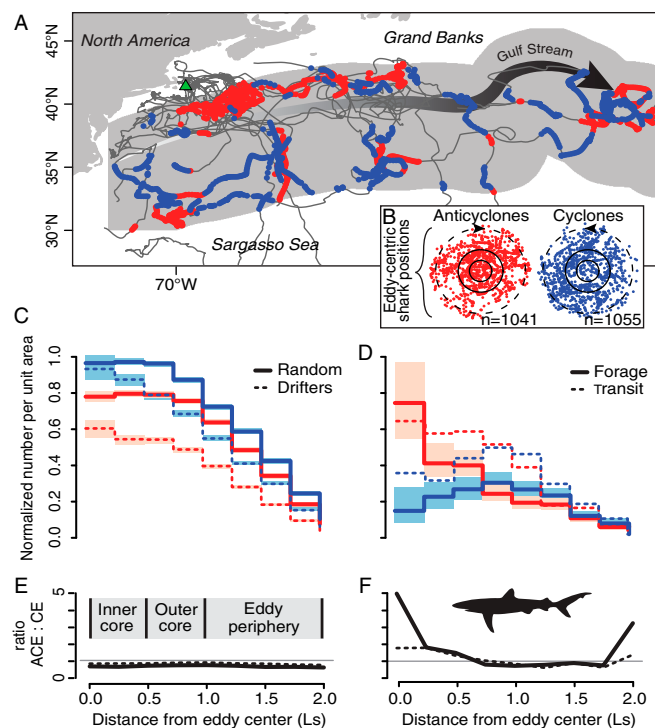 A
45°N
40°N
35°N
30°N
70°W
North America
Grand Banks
Gulf Stream
Sargasso Sea
B
Anticyclones
Cyclones
Eddy-centric
shark positions
n=1041
n=1055
C
Normalized number per unit area
1.0
0.8
0.6
0.4
0.2
0.0
Random
Drifters
D
Forage
Transit
E
ratio
ACE : CE
5
1
0
Inner
core
Outer
core
Eddy
periphery
0.0 0.5 1.0 1.5 2.0
Distance from eddy center (Ls)
F
5
1
0
0.0 0.5 1.0 1.5 2.0
Distance from eddy center (Ls)